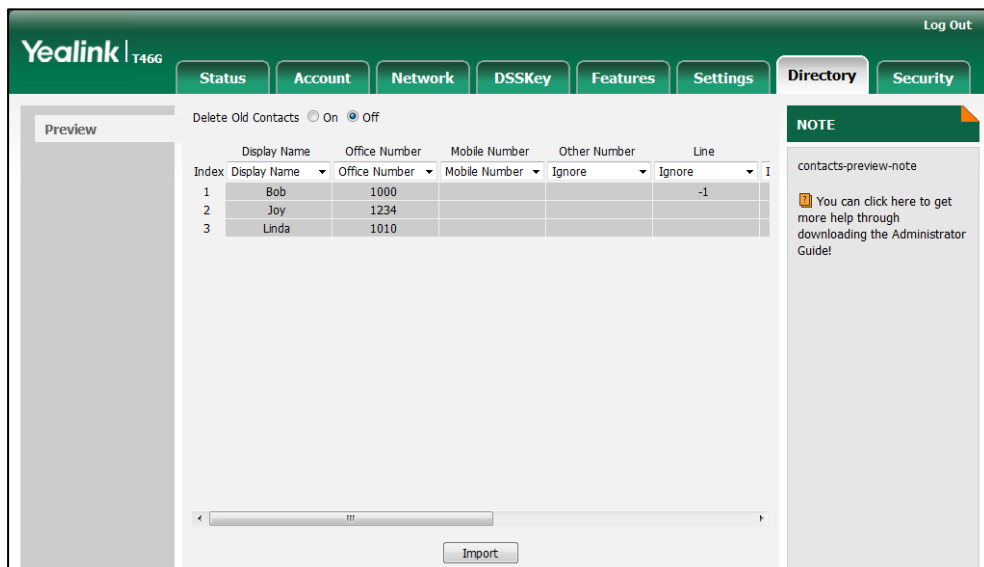 Log Out
Yealink T46G
Status Account Network DSSKey Features Settings Directory Security
Preview
Delete Old Contacts On Off
Display Name Office Number Mobile Number Other Number Line
Index Display Name Office Number Mobile Number Ignore Ignore
1 Bob 1000 -1
2 Joy 1234
3 Linda 1010
Import
NOTE
contacts-preview-note
? You can click here to get
more help through
downloading the Administrator
Guide!